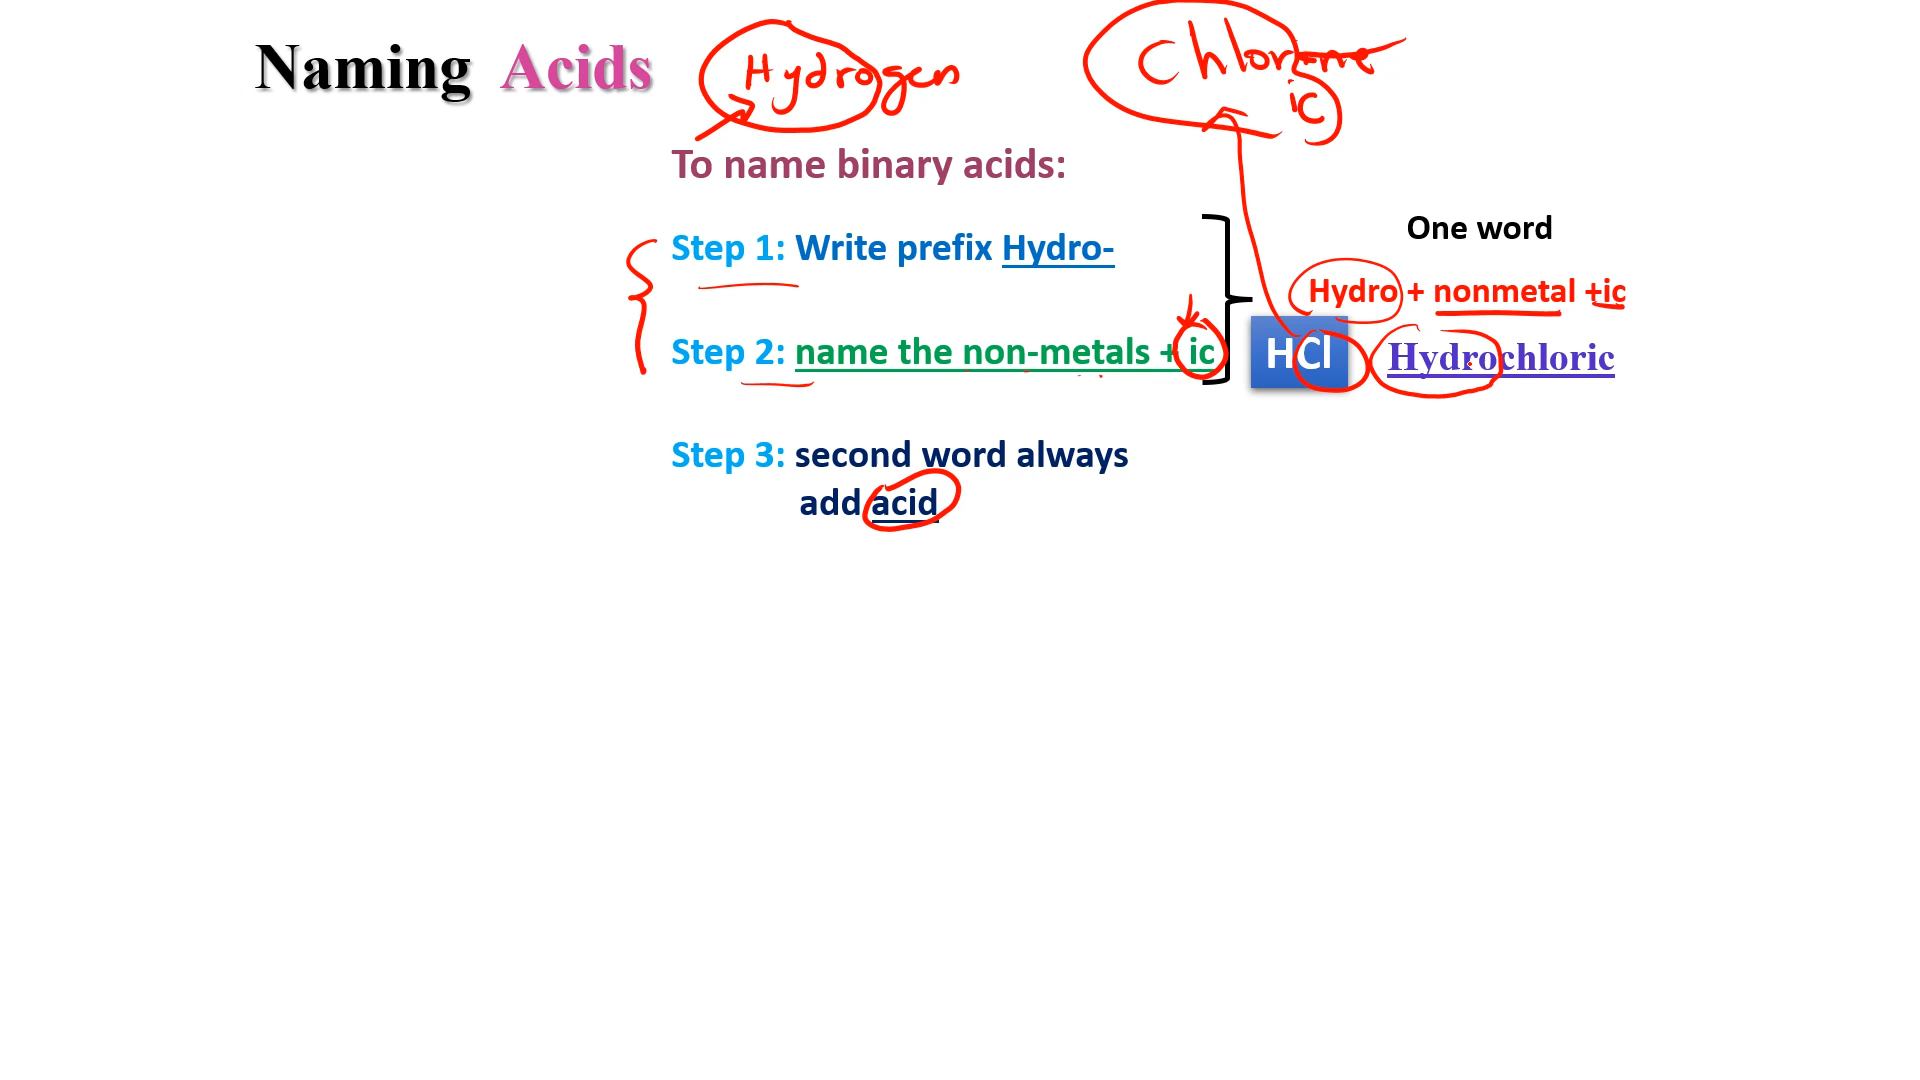 Naming Acids
Hydrogen
Chlorine
ic
To name binary acids:
Step 1: Write prefix Hydro-
One word
Hydro + nonmetal +ic
Step 2: name the non-metals + ic
HCl
Hydrochloric
Step 3: second word always
add acid